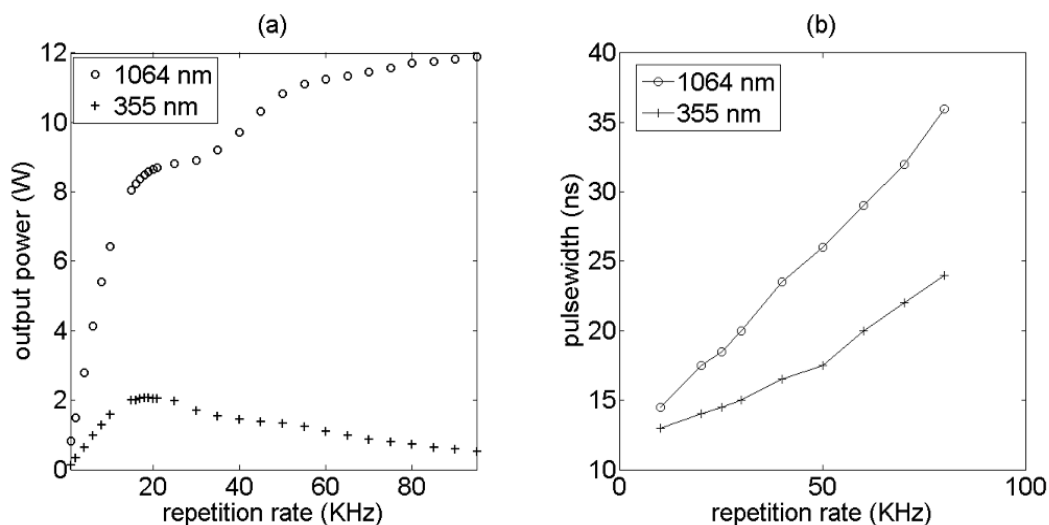 (a)
12
10
8
6
4
2
0
20
40
60
80
output power (W)
repetition rate (KHz)
1064 nm
355 nm
(b)
40
35
30
25
20
15
10
0
50
100
pulsewidth (ns)
repetition rate (KHz)
1064 nm
355 nm